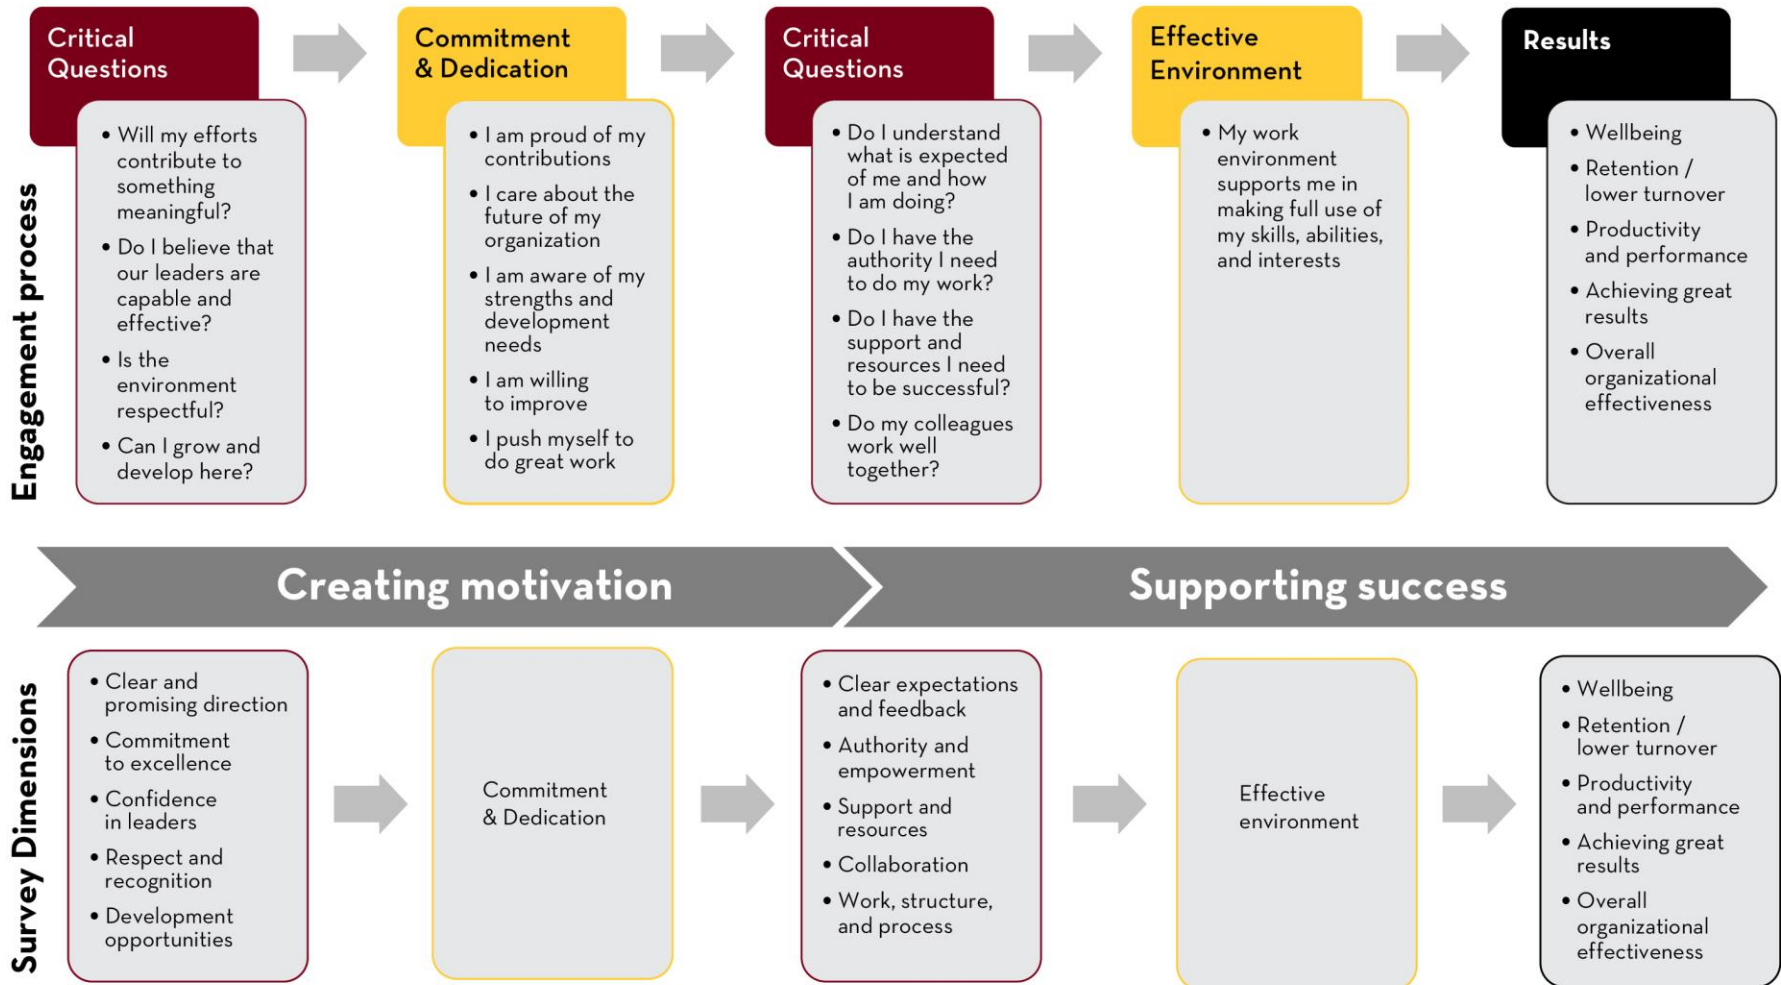 Engagement process
Critical
Questions
• Will my efforts
contribute to
something
meaningful?
• Do I believe that
our leaders are
capable and
effective?
• Is the
environment
respectful?
• Can I grow and
develop here?
Commitment
& Dedication
• I am proud of my
contributions
• I care about the
future of my
organization
• I am aware of my
strengths and
development
needs
• I am willing
to improve
• I push myself to
do great work
Critical
Questions
• Do I understand
what is expected
of me and how
I am doing?
• Do I have the
authority I need
to do my work?
• Do I have the
support and
resources I need
to be successful?
• Do my colleagues
work well
together?
Effective
Environment
• My work
environment
supports me in
making full use of
my skills, abilities,
and interests
Results
• Wellbeing
• Retention /
lower turnover
• Productivity
and performance
• Achieving great
results
• Overall
organizational
effectiveness
Creating motivation
Supporting success
Survey Dimensions
• Clear and
promising direction
• Commitment
to excellence
• Confidence
in leaders
• Respect and
recognition
• Development
opportunities
Commitment
& Dedication
• Clear expectations
and feedback
• Authority and
empowerment
• Support and
resources
• Collaboration
• Work, structure,
and process
Effective
environment
• Wellbeing
• Retention /
lower turnover
• Productivity
and performance
• Achieving great
results
• Overall
organizational
effectiveness